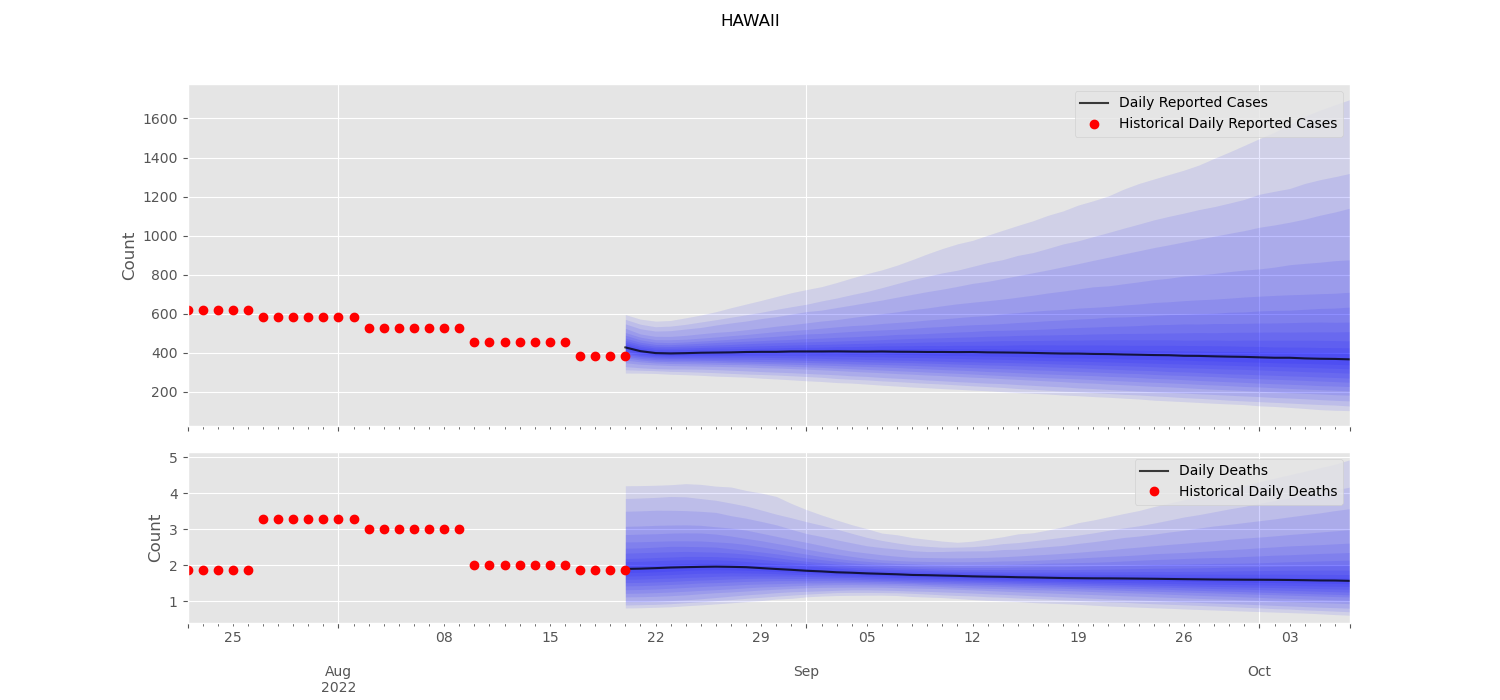 HAWAII
Daily Reported Cases
Historical Daily Reported Cases
Count
1600
1400
1200
1000
800
600
400
200
Daily Deaths
Historical Daily Deaths
Count
5
4
3
2
1
25 08 15 22 29 05 12 19 26 03
Aug Sep Oct
2022